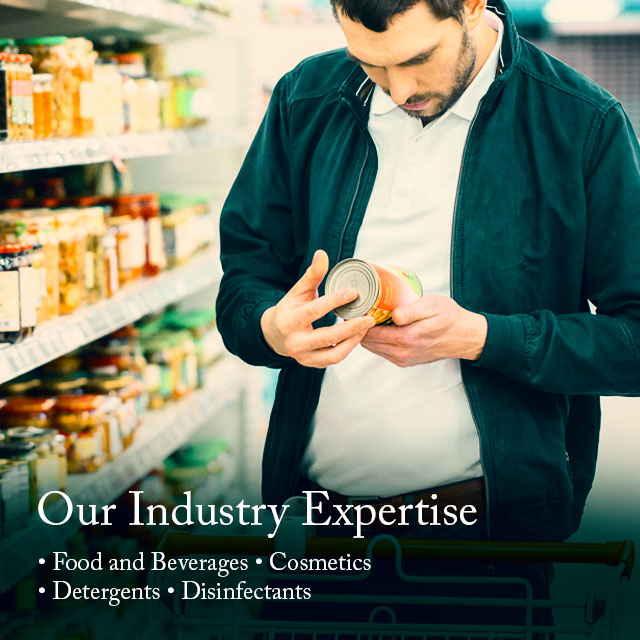 Our Industry Expertise
• Food and Beverages • Cosmetics
• Detergents • Disinfectants